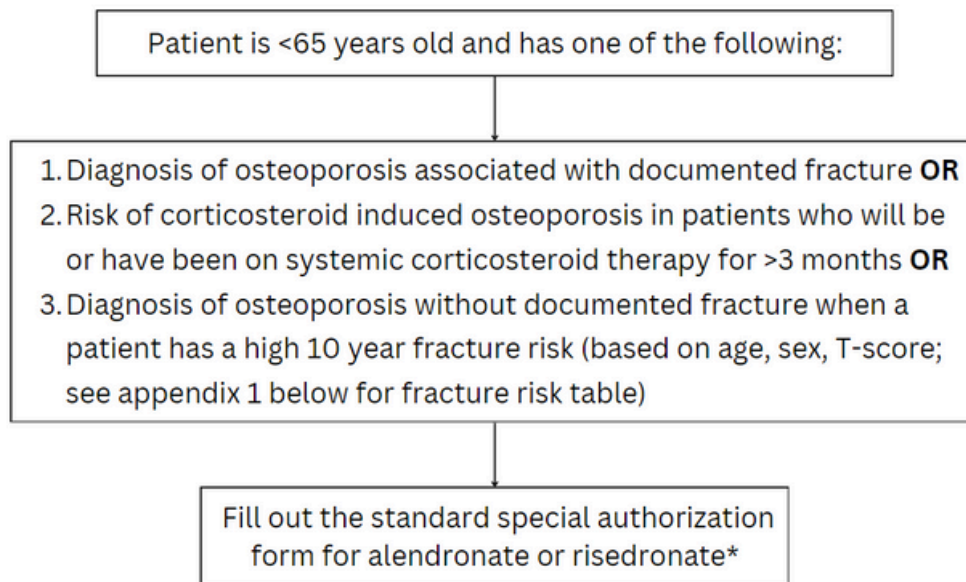 Patient is <65 years old and has one of the following:
1. Diagnosis of osteoporosis associated with documented fracture OR
2. Risk of corticosteroid induced osteoporosis in patients who will be
or have been on systemic corticosteroid therapy for >3 months OR
3. Diagnosis of osteoporosis without documented fracture when a
patient has a high 10 year fracture risk (based on age, sex, T-score;
see appendix 1 below for fracture risk table)
Fill out the standard special authorization
form for alendronate or risedronate*